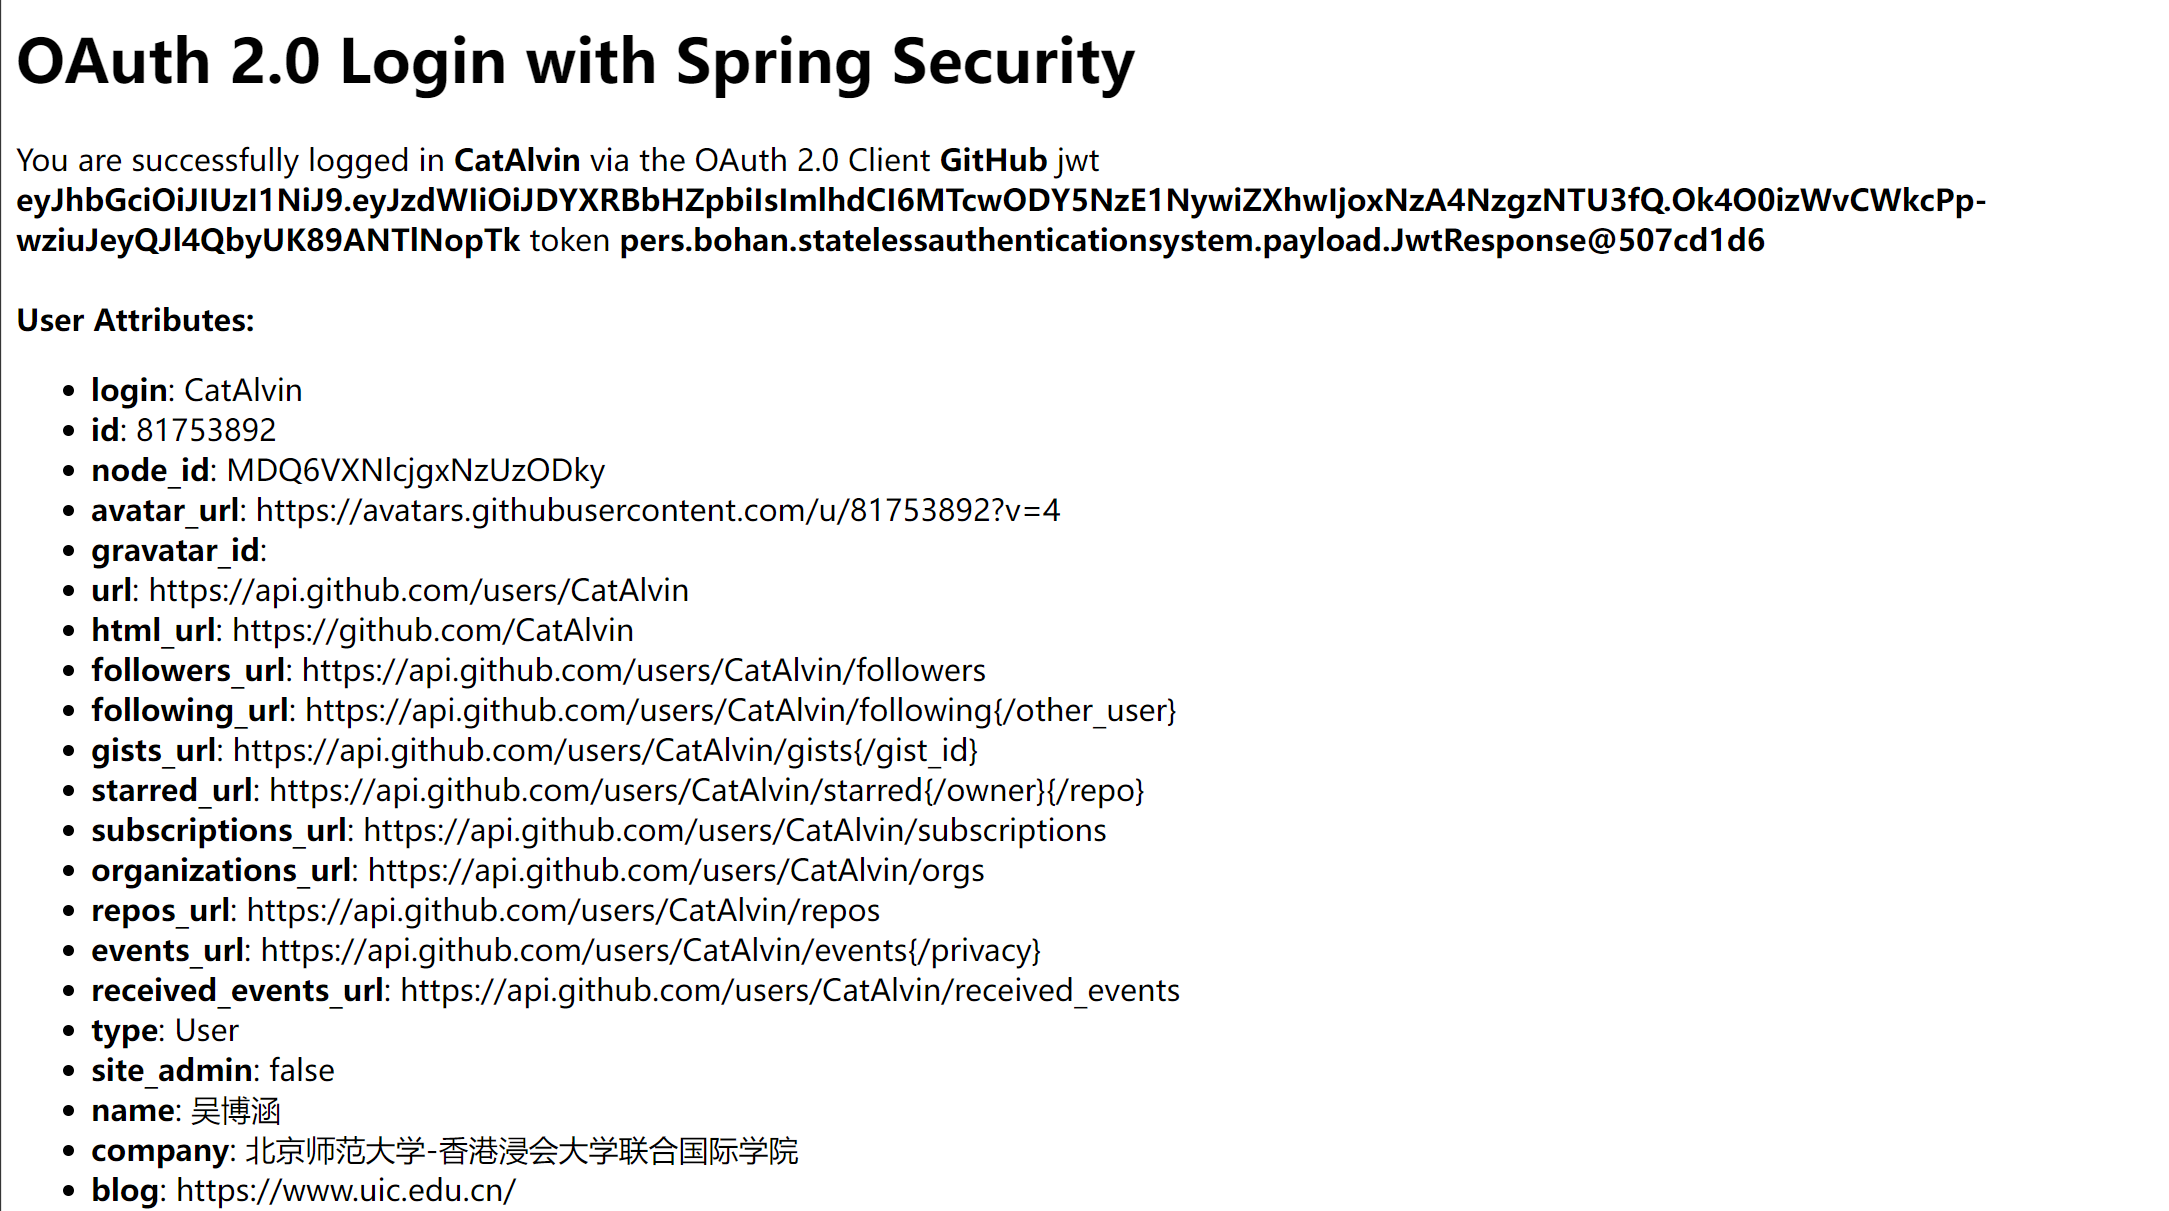 OAuth 2.0 Login with Spring Security
You are successfully logged in CatAlvin via the OAuth 2.0 Client GitHub jwt
eyJhbGciOiJIUzI1NiJ9.eyJzdWIiOiJDYXRBbHZpbiIsImlhdCI6MTcwODY5NzE1NywiZXhwIjoxNzA4NzgzNTU3fQ.Ok4O0izWvCWkcPp-
wziuJeyQJl4QbyUK89ANTlNopTk token pers.bohan.statelessauthenticationsystem.payload.JwtResponse@507cd1d6
User Attributes:
• login: CatAlvin
• id: 81753892
• node_id: MDQ6VXNlcjgxNzUzODky
• avatar_url: https://avatars.githubusercontent.com/u/81753892?v=4
• gravatar_id:
• url: https://api.github.com/users/CatAlvin
• html_url: https://github.com/CatAlvin
• followers_url: https://api.github.com/users/CatAlvin/followers
• following_url: https://api.github.com/users/CatAlvin/following{/other_user}
• gists_url: https://api.github.com/users/CatAlvin/gists{/gist_id}
• starred_url: https://api.github.com/users/CatAlvin/starred{/owner}{/repo}
• subscriptions_url: https://api.github.com/users/CatAlvin/subscriptions
• organizations_url: https://api.github.com/users/CatAlvin/orgs
• repos_url: https://api.github.com/users/CatAlvin/repos
• events_url: https://api.github.com/users/CatAlvin/events{/privacy}
• received_events_url: https://api.github.com/users/CatAlvin/received_events
• type: User
• site_admin: false
• name: 吴博涵
• company: 北京师范大学-香港浸会大学联合国际学院
• blog: https://www.uic.edu.cn/